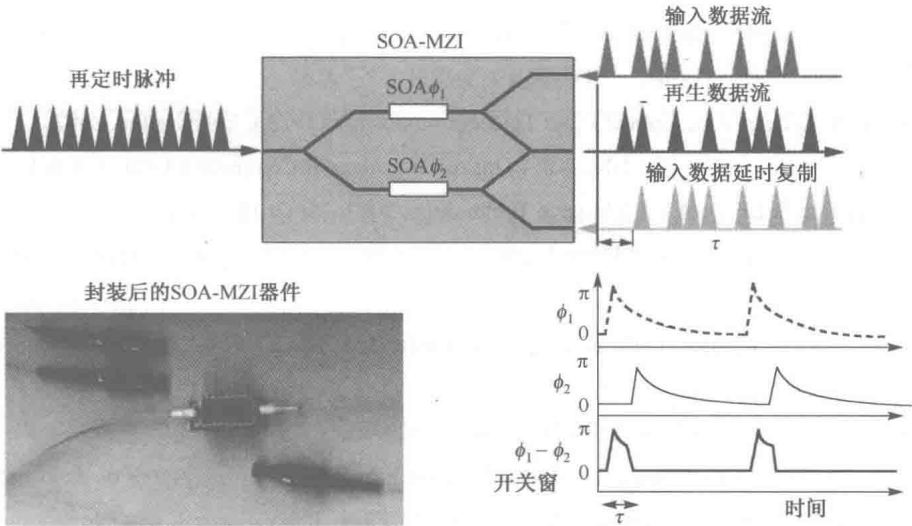 输入数据流
SOA-MZI
再定时脉冲
SOAϕ₁
再生数据流
SOAϕ₂
输入数据延时复制
τ
封装后的SOA-MZI器件
π
ϕ₁
0
π
ϕ₂
0
π
ϕ₁ − ϕ₂
0
开关窗
τ
时间